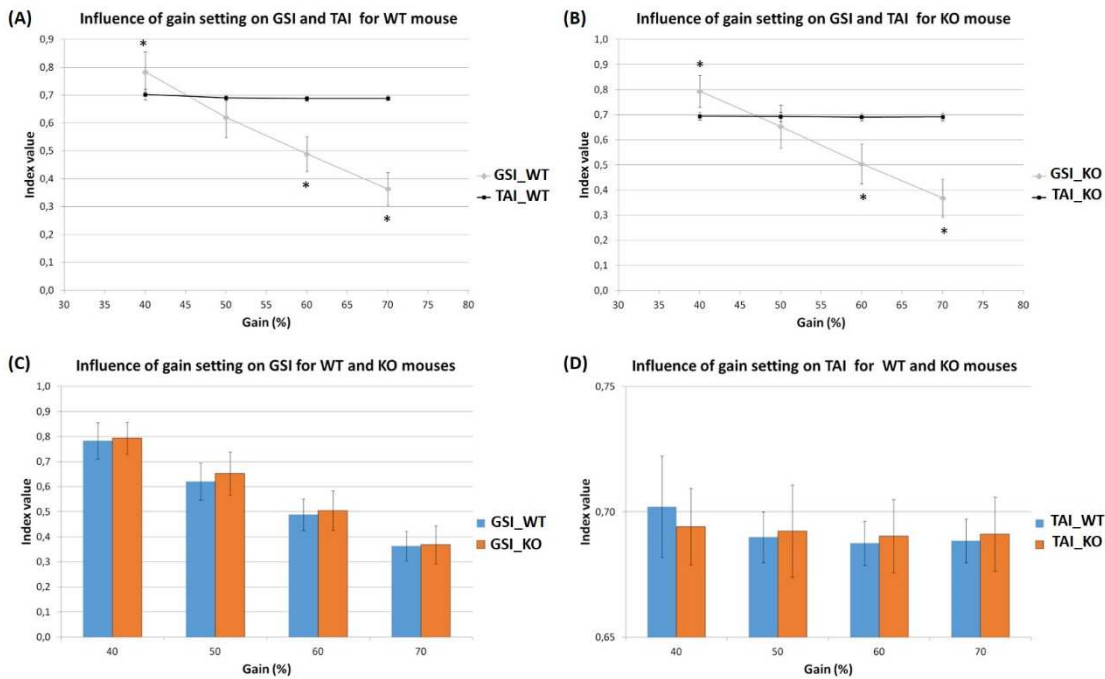 (A) Influence of gain setting on GSI and TAI for WT mouse
0,9
0,8
0,7
0,6
0,5
0,4
0,3
0,2
0,1
0,0
Index value
*
*
*
30 35 40 45 50 55 60 65 70 75 80
Gain (%)
GSI_WT
TAI_WT
(B) Influence of gain setting on GSI and TAI for KO mouse
1,0
0,9
0,8
0,7
0,6
0,5
0,4
0,3
0,2
0,1
0,0
Index value
*
*
*
30 35 40 45 50 55 60 65 70 75 80
Gain (%)
GSI_KO
TAI_KO
(C) Influence of gain setting on GSI for WT and KO mouses
1,0
0,9
0,8
0,7
0,6
0,5
0,4
0,3
0,2
0,1
0,0
Index value
40 50 60 70
Gain (%)
GSI_WT
GSI_KO
(D) Influence of gain setting on TAI for WT and KO mouses
0,75
0,70
0,65
Index value
40 50 60 70
Gain (%)
TAI_WT
TAI_KO